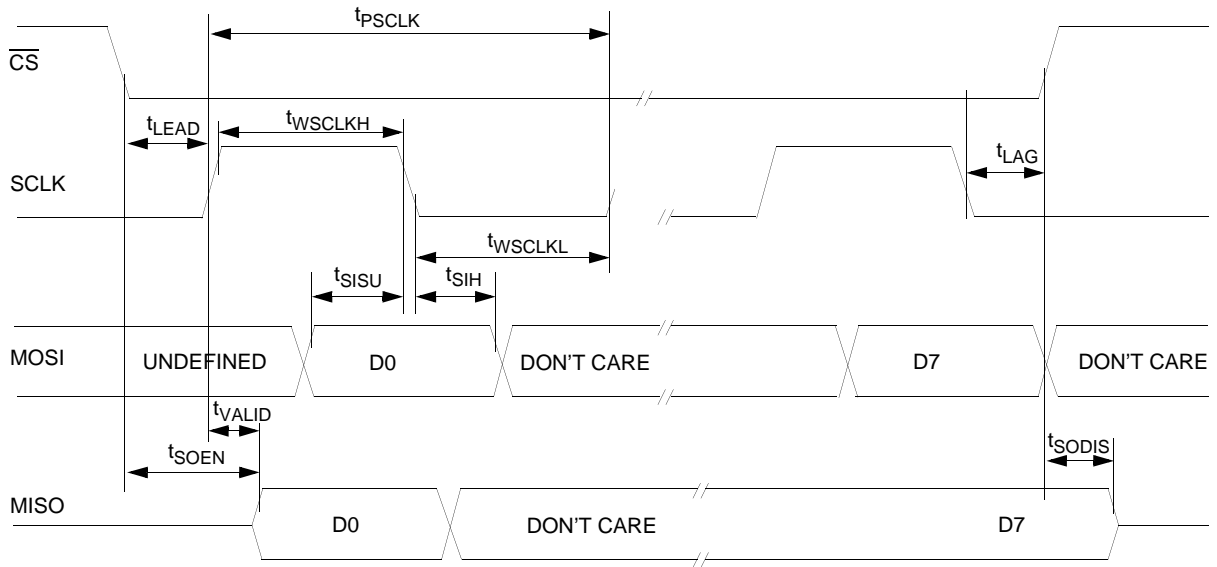 tPSCLK
CS
tLEAD
tWSCLKH
tLAG
SCLK
tWSCLKL
tSISU
tSIH
MOSI
UNDEFINED
D0
DON'T CARE
D7
DON'T CARE
tVALID
tSOEN
tSODIS
MISO
D0
DON'T CARE
D7